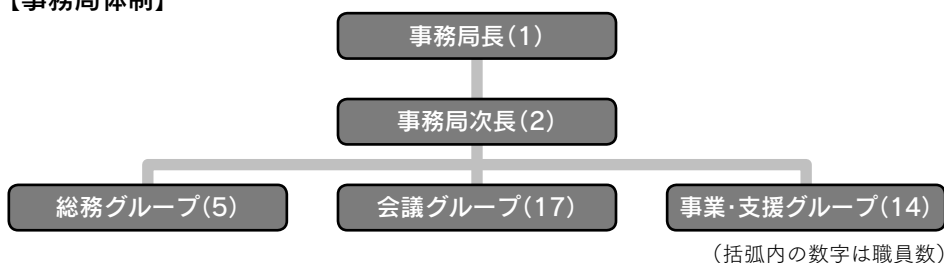 【事務局体制】
事務局長（1）
事務局次長（2）
総務グループ（5）
会議グループ（17）
事業・支援グループ（14）
（括弧内の数字は職員数）